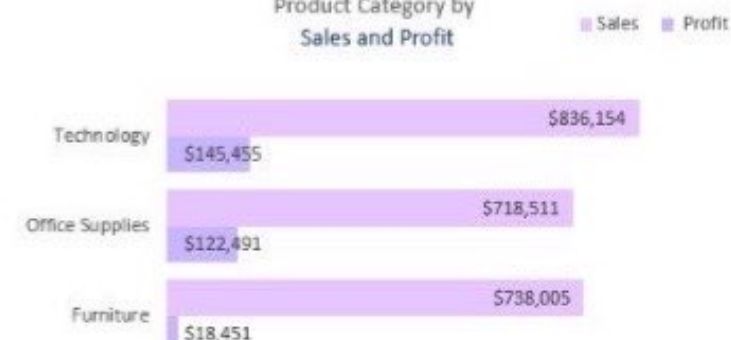 Product Category by
Sales and Profit
Sales Profit
Technology
$836,154
$145,455
Office Supplies
$718,511
$122,491
Furniture
$738,005
$18,451